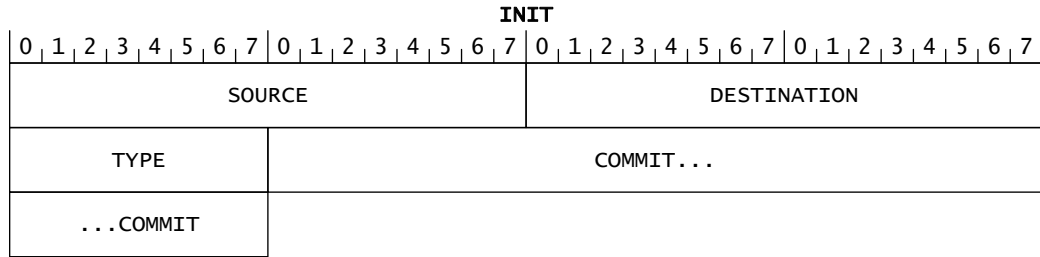 INIT
0 1 2 3 4 5 6 7 0 1 2 3 4 5 6 7 0 1 2 3 4 5 6 7 0 1 2 3 4 5 6 7
SOURCE DESTINATION
TYPE COMMIT...
...COMMIT